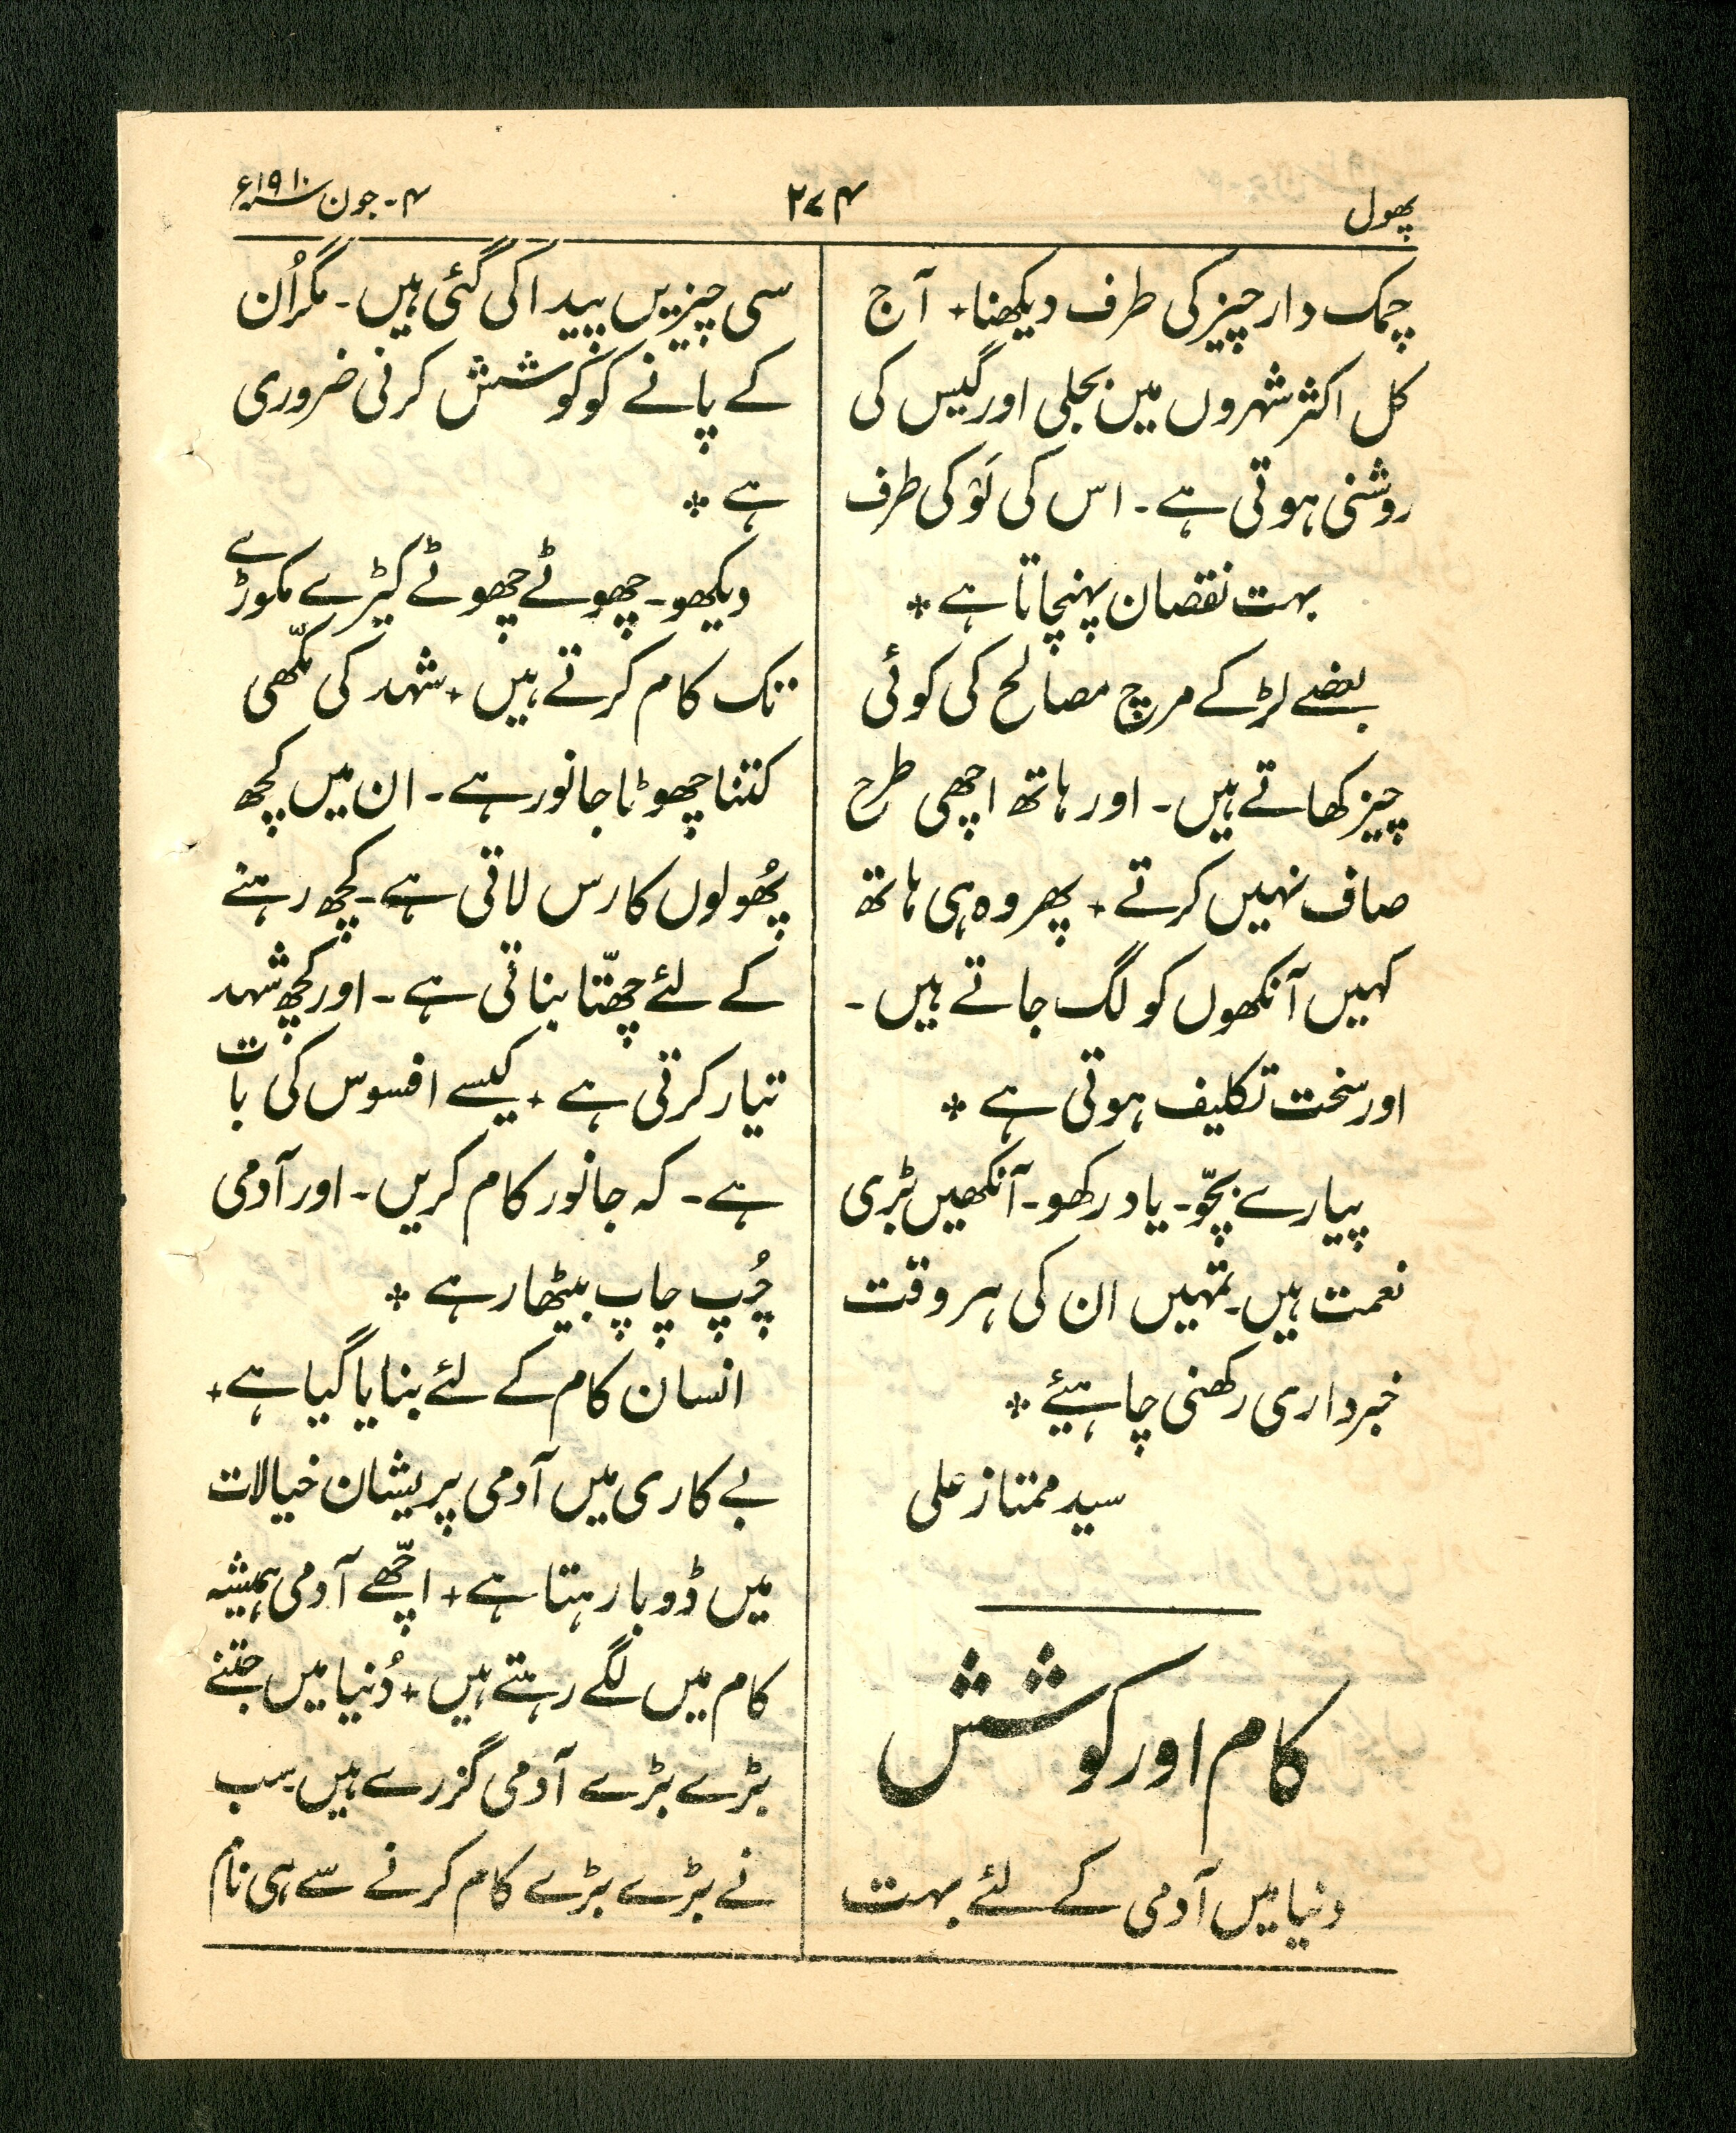 پھول
۲۷۴
۴-جون سنہ ۱۹۱۰ء
چمک دار چیز کی طرف دیکھنا+ آج
کل اکثر شہروں میں بجلی اور گیس کی
روشنی ہوتی ہے۔ اس کی لَوْ کی طرف
بہت نقصان پہنچاتا ہے ٭
بعضے لڑکے مرچ مصالح کی کوئی
چیز کھاتے ہیں۔ اور ہاتھ اچھی طرح
صاف نہیں کرتے+ پھر وہ ہی ہاتھ
کہیں آنکھوں کو لگ جاتے ہیں۔
اور سخت تکلیف ہوتی ہے ٭
پیارے بچّو۔ یاد رکھو۔ آنکھیں بڑی
نعمت ہیں۔ تمہیں ان کی ہر وقت
خبرداری رکھنی چاہیئے ٭
سید ممتاز علی
کام اور کوشش
دنیا میں آدمی کے لئے بہت
سی چیزیں پیدا کی گئی ہیں۔ مگر اُن
کے پانے کو کوشش کرنی ضروری
ہے ٭
دیکھو۔ چھوٹے چھوٹے کیڑے مکوڑے
تک کام کرتے ہیں+ شہد کی مکّھی
کتنا چھوٹا جانور ہے۔ ان میں کچھ
پُھولوں کا رس لاتی ہے۔ کچھ رہنے
کے لئے چھتّا بناتی ہے۔ اور کچھ شہد
تیار کرتی ہے+ کیسے افسوس کی بات
ہے۔ کہ جانور کام کریں۔ اور آدمی
چُپ چاپ بیٹھا رہے ٭
انسان کام کے لئے بنایا گیا ہے+
بے کاری میں آدمی پریشان خیالات
میں ڈوبا رہتا ہے+ اچّھے آدمی ہمیشہ
کام میں لگے رہتے ہیں+ دُنیا میں جتنے
بڑے بڑے آدمی گزرے ہیں۔ سب
نے بڑے بڑے کام کرنے سے ہی نام